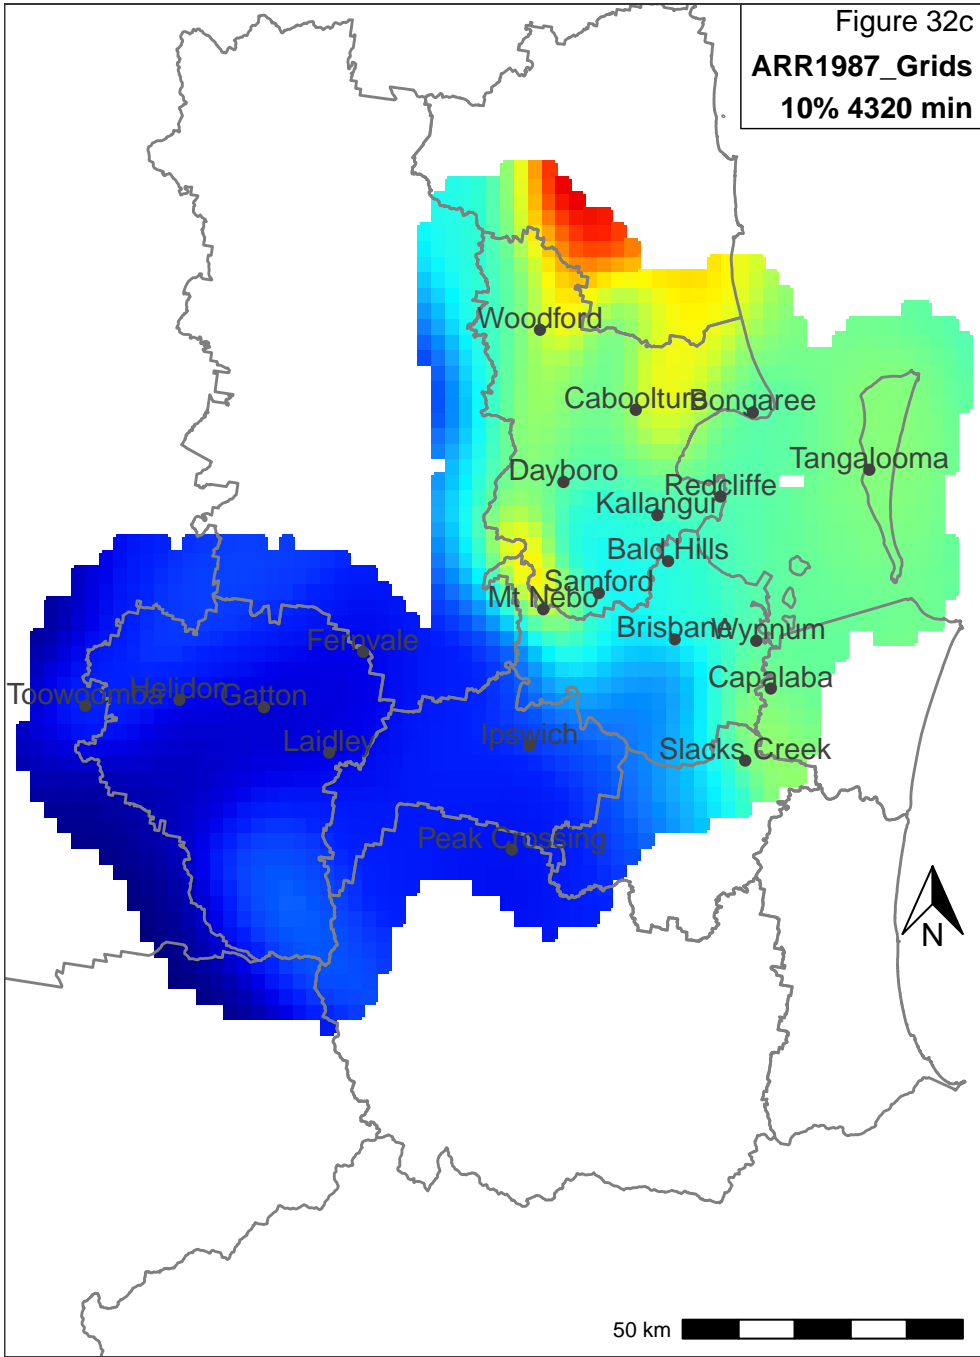 Figure 32c
ARR1987_Grids
10% 4320 min
Woodford
Caboolture
Bongaree
Tangalooma
Dayboro
Redcliffe
Kallangur
Bald Hills
Samford
Mt Nebo
Brisbane
Wynnum
Fernvale
Capalaba
Toowoomba
Helidon
Gatton
Laidley
Ipswich
Slacks Creek
Peak Crossing
N
50 km